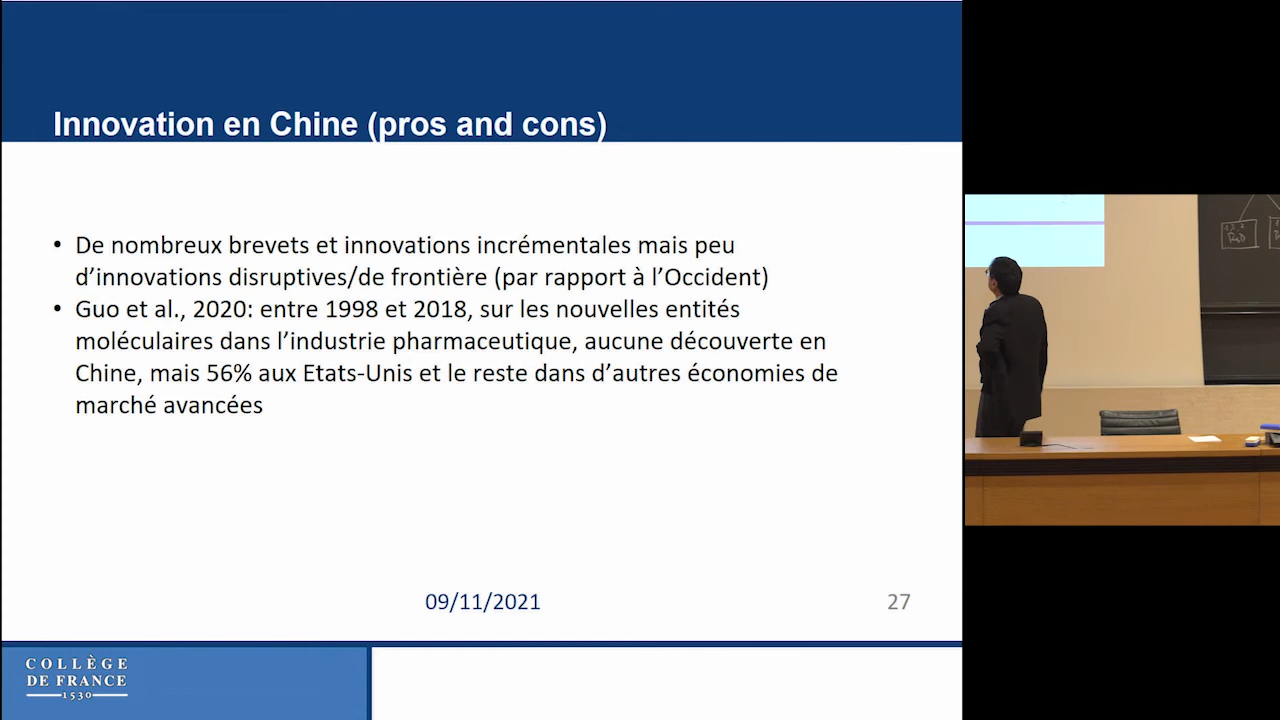 Innovation en Chine (pros and cons)
• De nombreux brevets et innovations incrémentales mais peu
d’innovations disruptives/de frontière (par rapport à l’Occident)
• Guo et al., 2020: entre 1998 et 2018, sur les nouvelles entités
moléculaires dans l’industrie pharmaceutique, aucune découverte en
Chine, mais 56% aux Etats-Unis et le reste dans d’autres économies de
marché avancées
09/11/2021
27
COLLÈGE
DE FRANCE
1530